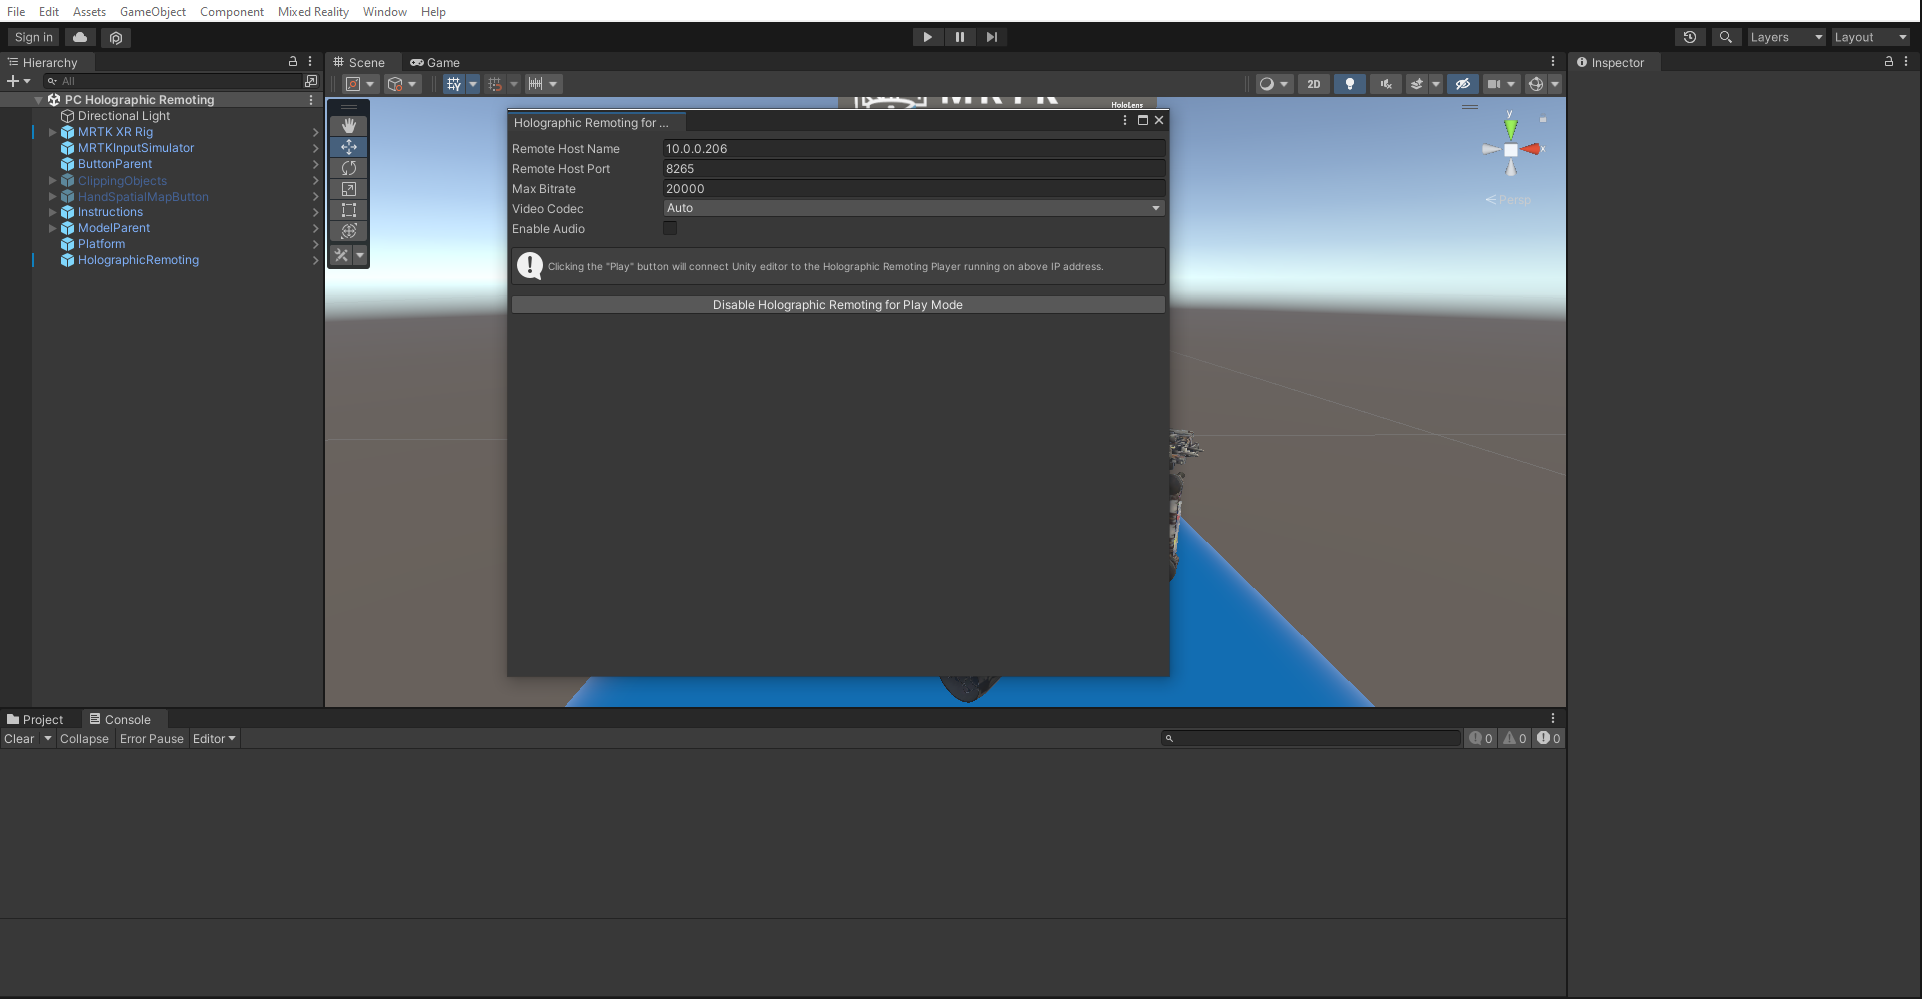 File Edit Assets GameObject Component Mixed Reality Window Help
Sign in
Layers Layout
Hierarchy
Scene Game
Inspector
All
2D
PC Holographic Remoting
Directional Light
MRTK XR Rig
MRTKInputSimulator
ButtonParent
ClippingObjects
HandSpatialMapButton
Instructions
ModelParent
Platform
HolographicRemoting
MRTK
HoloLens
y
x
Persp
Holographic Remoting for ...
Remote Host Name 10.0.0.206
Remote Host Port 8265
Max Bitrate 20000
Video Codec Auto
Enable Audio
Clicking the "Play" button will connect Unity editor to the Holographic Remoting Player running on above IP address.
Disable Holographic Remoting for Play Mode
Project Console
Clear Collapse Error Pause Editor
0 0 0